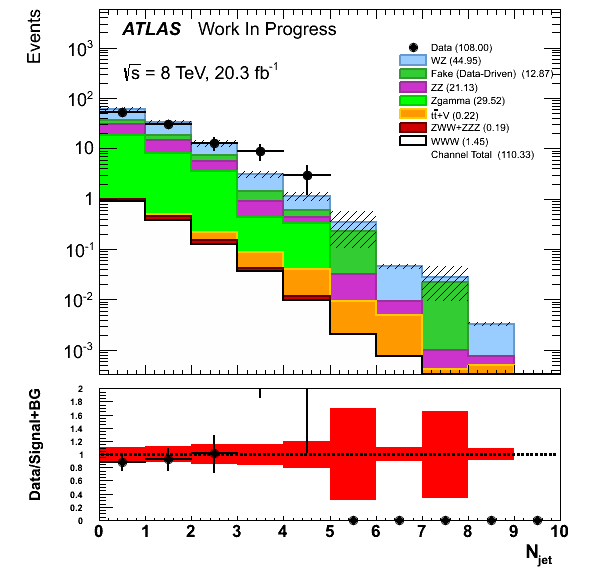 ATLAS Work In Progress
√s = 8 TeV, 20.3 fb⁻¹
Data (108.00)
WZ (44.95)
Fake (Data-Driven) (12.87)
ZZ (21.13)
Zgamma (29.52)
tt̄+V (0.22)
ZWW+ZZZ (0.19)
WWW (1.45)
Channel Total (110.33)
Events
10³
10²
10
1
10⁻¹
10⁻²
10⁻³
Data/Signal+BG
2
1.8
1.6
1.4
1.2
1
0.8
0.6
0.4
0.2
0
0 1 2 3 4 5 6 7 8 9 10
N_jet